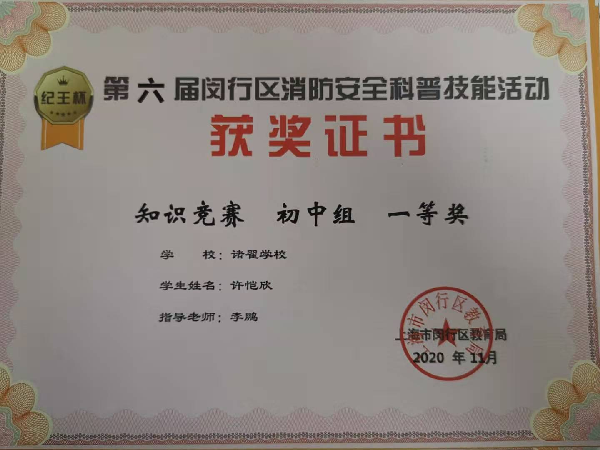 纪王杯
第六届闵行区消防安全科普技能活动
获奖证书
知识竞赛 初中组 一等奖
学 校：诸翟学校
学生姓名：许恺欣
指导老师：李鹏
上海市闵行区教育局
上海市闵行区教育局
2020 年 11月